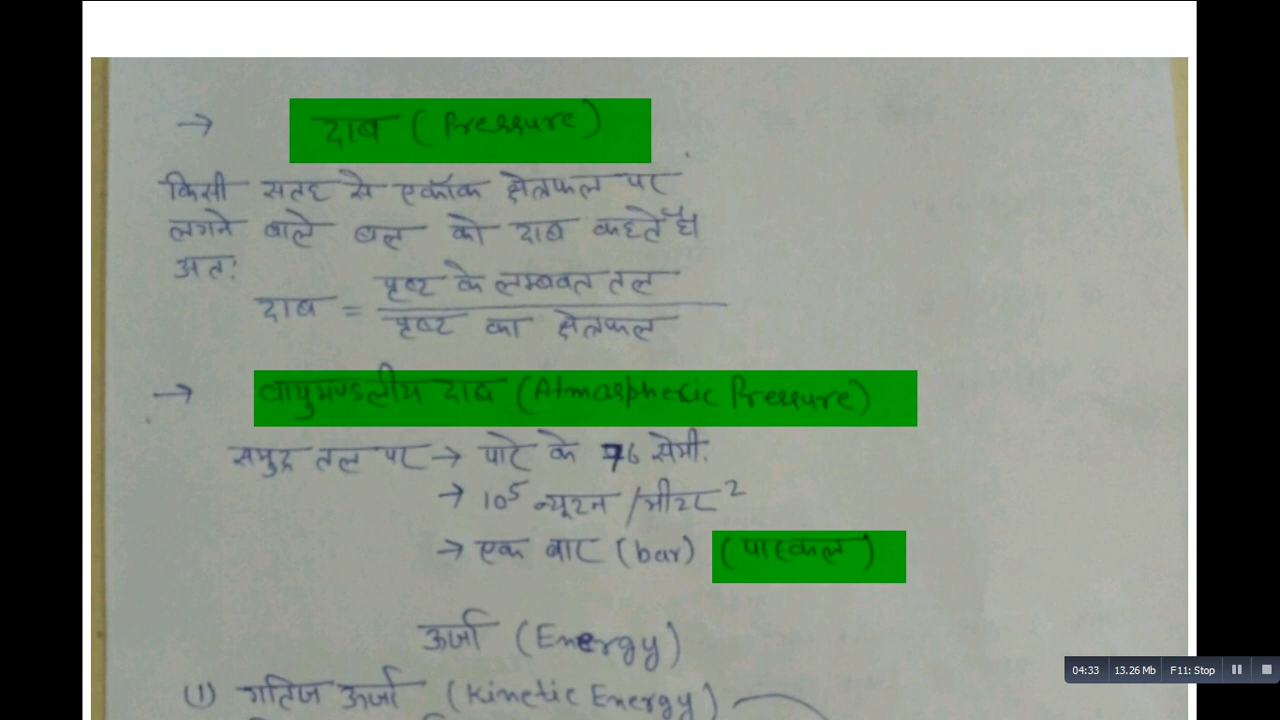 → दाब (Pressure)
किसी सतह से एकॉक क्षेत्रफल पर
लगने वाले बल को दाब कहते है।
अतः
दाब = पृष्ट के लम्बवत तल
पृष्ट का क्षेत्रफल
→ वायुमण्डलीय दाब (Atmospheric Pressure)
समुद्र तल पर → पारे के 76 सेमी.
→ 10⁵ न्यूटन /मीटर²
→ एक बार (bar) (पास्कल)
ऊर्जा (Energy)
(1) गतिज ऊर्जा (Kinetic Energy)
04:33 13.26 Mb F11: Stop